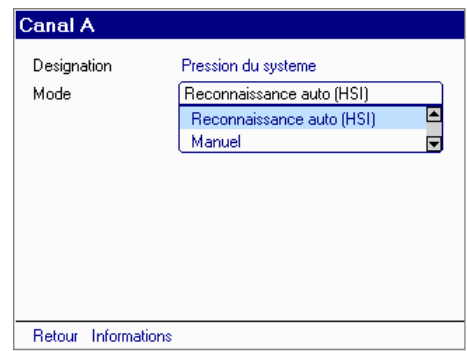 Canal A
Designation Pression du systeme
Mode Reconnaissance auto (HSI)
Reconnaissance auto (HSI)
Manuel
Retour Informations